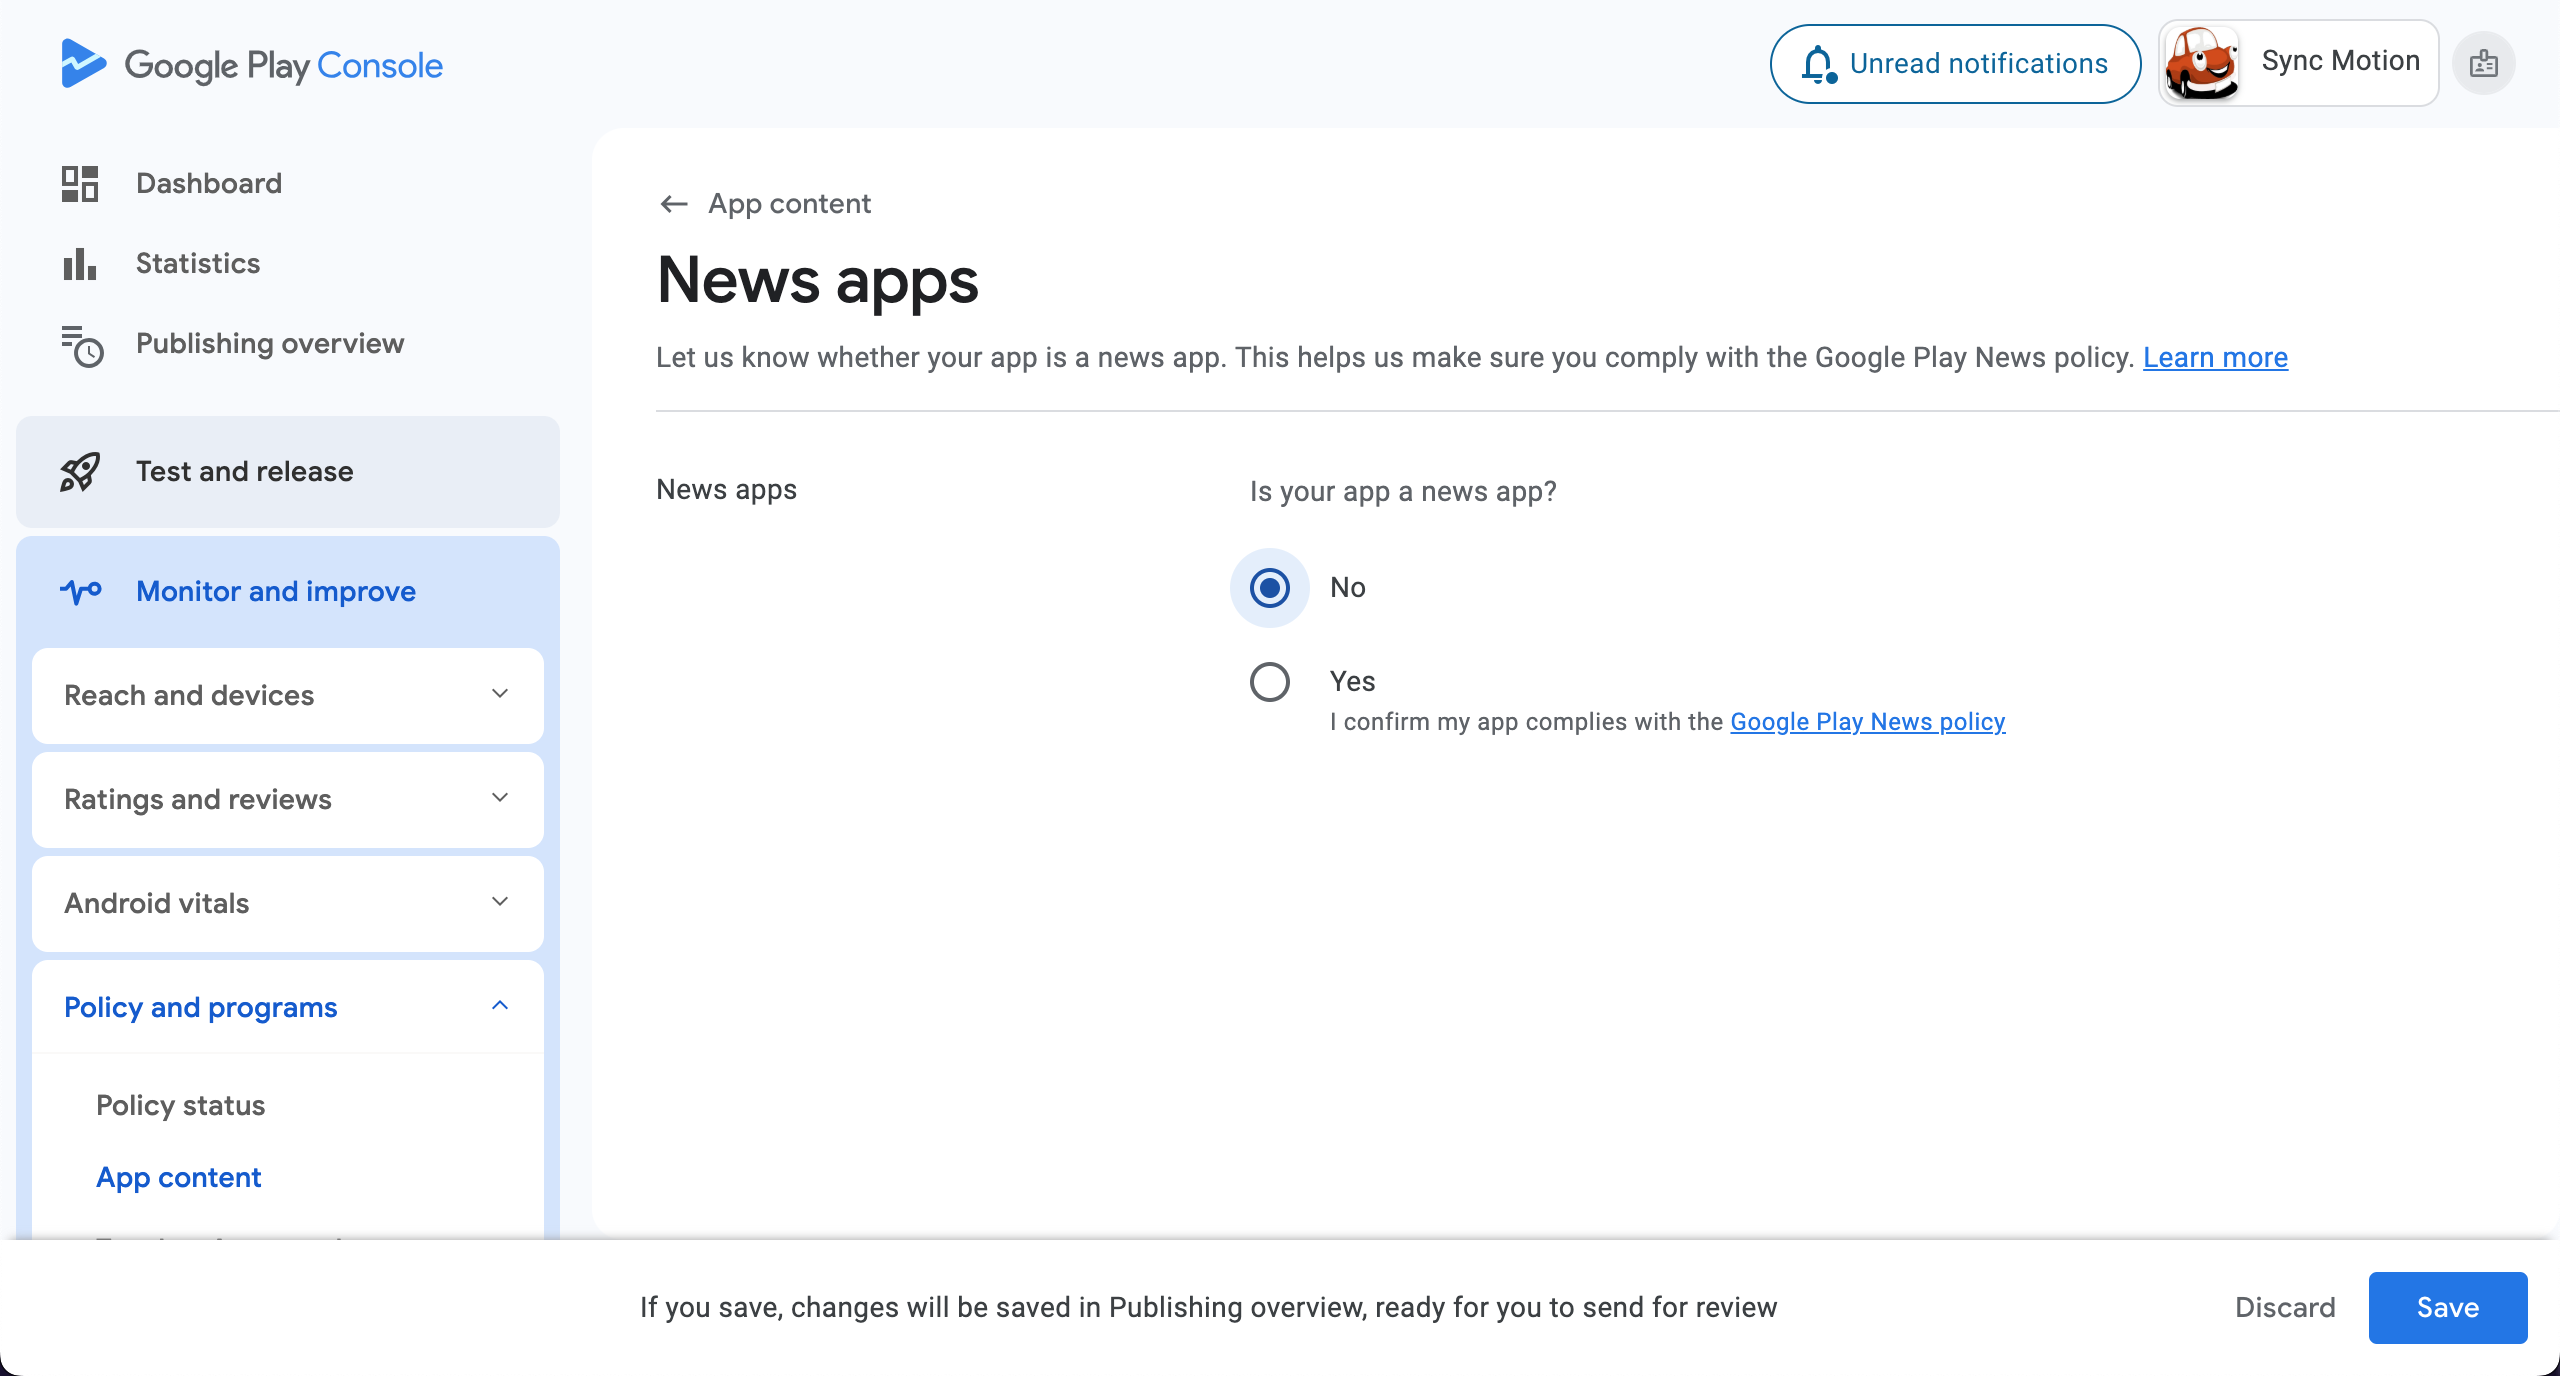 Google Play Console
Unread notifications
Sync Motion
Dashboard
Statistics
Publishing overview
Test and release
Monitor and improve
Reach and devices
Ratings and reviews
Android vitals
Policy and programs
Policy status
App content
App content
News apps
Let us know whether your app is a news app. This helps us make sure you comply with the Google Play News policy. Learn more
News apps
Is your app a news app?
No
Yes
I confirm my app complies with the Google Play News policy
If you save, changes will be saved in Publishing overview, ready for you to send for review
Discard
Save